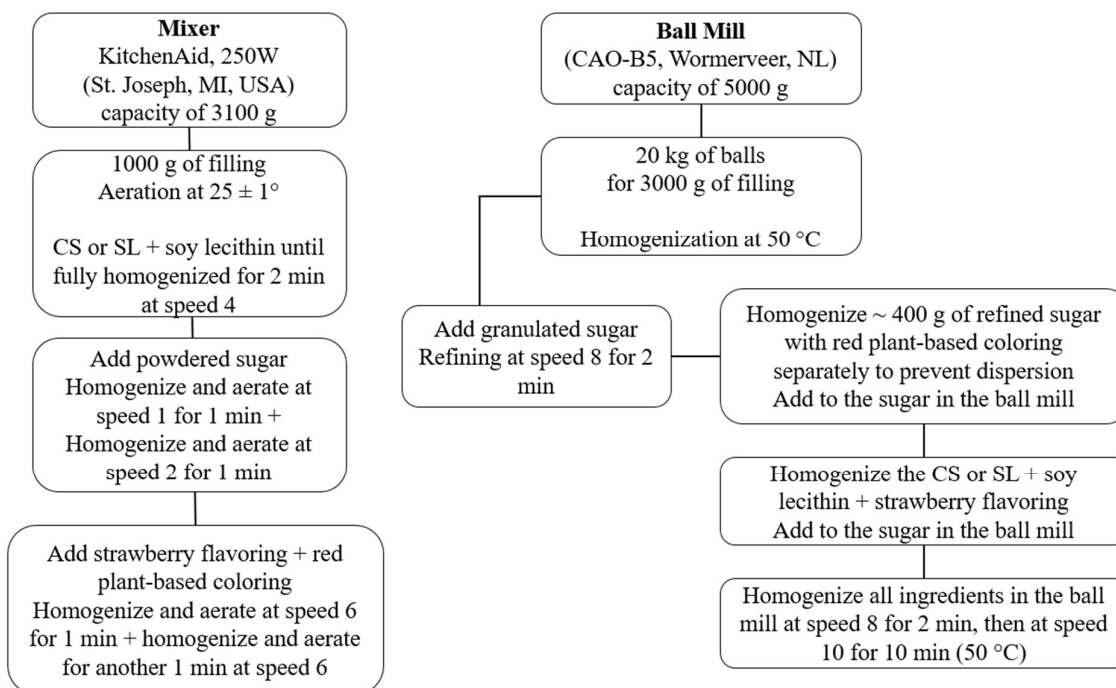 Mixer
KitchenAid, 250W
(St. Joseph, MI, USA)
capacity of 3100 g
1000 g of filling
Aeration at 25 ± 1°
CS or SL + soy lecithin until
fully homogenized for 2 min
at speed 4
Add powdered sugar
Homogenize and aerate at
speed 1 for 1 min +
Homogenize and aerate at
speed 2 for 1 min
Add strawberry flavoring + red
plant-based coloring
Homogenize and aerate at speed 6
for 1 min + homogenize and aerate
for another 1 min at speed 6
Ball Mill
(CAO-B5, Wormerveer, NL)
capacity of 5000 g
20 kg of balls
for 3000 g of filling
Homogenization at 50 °C
Add granulated sugar
Refining at speed 8 for 2
min
Homogenize ~ 400 g of refined sugar
with red plant-based coloring
separately to prevent dispersion
Add to the sugar in the ball mill
Homogenize the CS or SL + soy
lecithin + strawberry flavoring
Add to the sugar in the ball mill
Homogenize all ingredients in the ball
mill at speed 8 for 2 min, then at speed
10 for 10 min (50 °C)